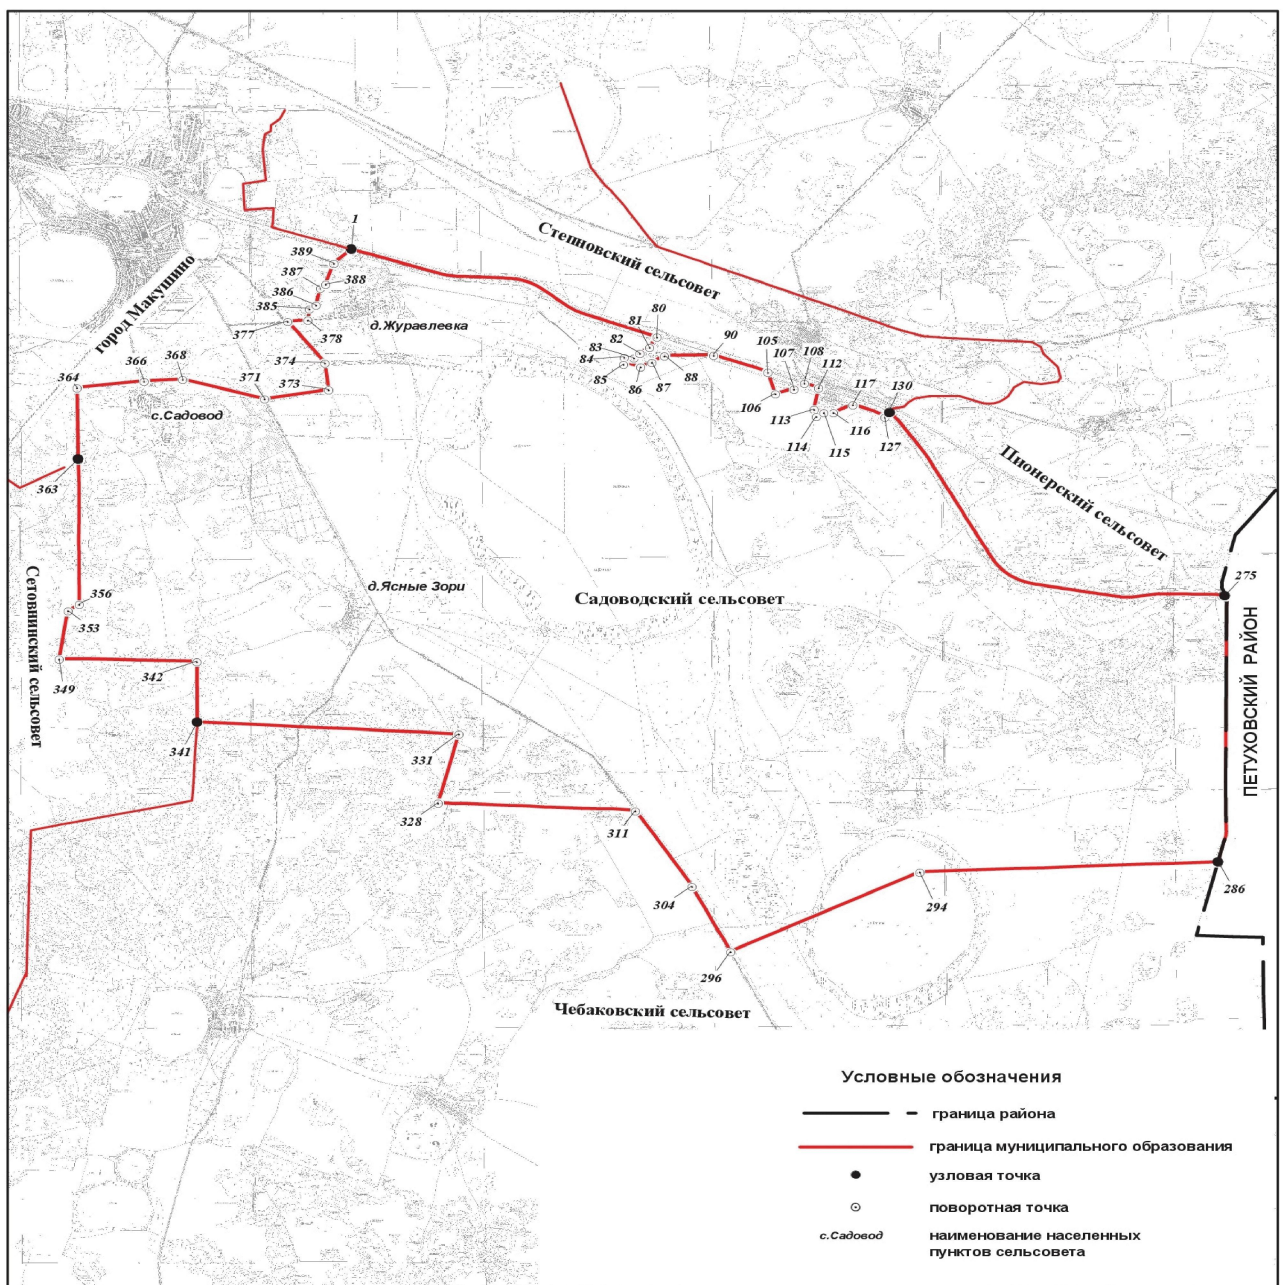 1
Степновский сельсовет
389
387
388
386
385
377
378
город Макушино
д.Журавлевка
80
81
82
83
84
85
86
87
88
90
105
107
108
112
106
113
114
115
116
117
130
127
374
373
371
368
366
364
с.Садовод
363
Пионерский сельсовет
275
Сетовнинский сельсовет
356
353
349
342
341
д.Ясные Зори
Садоводский сельсовет
ПЕТУХОВСКИЙ РАЙОН
331
328
311
304
296
294
286
Чебаковский сельсовет
Условные обозначения
граница района
граница муниципального образования
узловая точка
поворотная точка
с.Садовод
наименование населенных
пунктов сельсовета